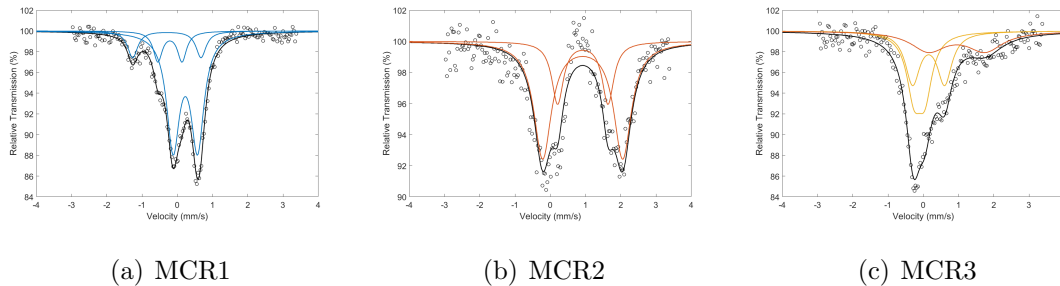 102
100
98
96
94
92
90
88
86
84
-4 -3 -2 -1 0 1 2 3 4
Relative Transmission (%)
Velocity (mm/s)
(a) MCR1
102
100
98
96
94
92
90
-4 -3 -2 -1 0 1 2 3 4
Relative Transmission (%)
Velocity (mm/s)
(b) MCR2
102
100
98
96
94
92
90
88
86
84
-4 -3 -2 -1 0 1 2 3
Relative Transmission (%)
Velocity (mm/s)
(c) MCR3